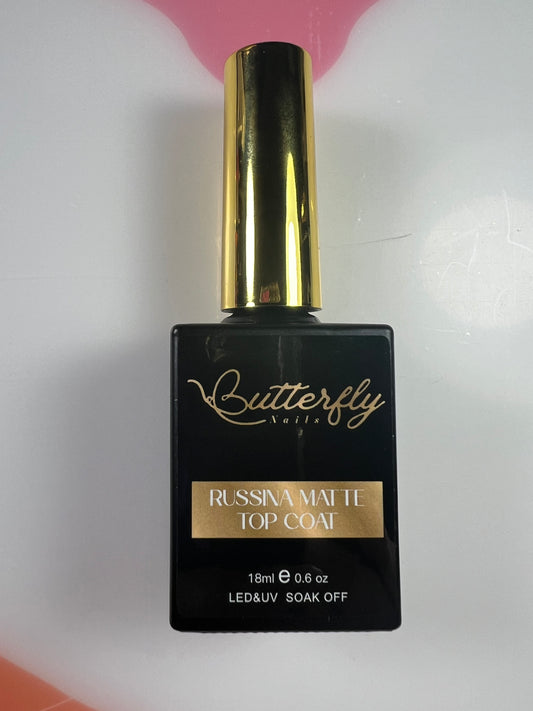 Butterfly
Nails
RUSSINA MATTE
TOP COAT
18ml e 0.6 oz
LED&UV SOAK OFF